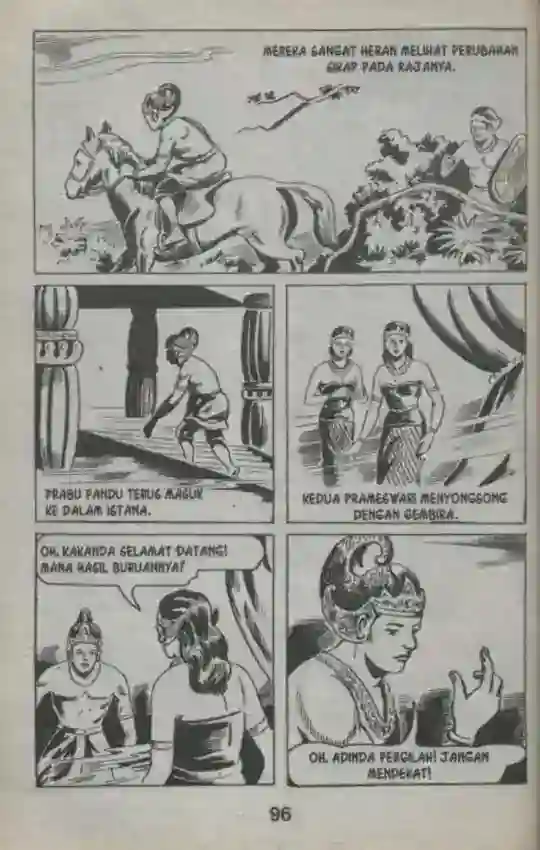 MEREKA SANGAT HERAN MELIHAT PERUBAHAN
SIKAP PADA RAJANYA.
PRABU PANDU TERUS MASUK
KE DALAM ISTANA.
KEDUA PRAMESWARI MENYONGSONG
DENGAN GEMBIRA.
OH, KAKANDA SELAMAT DATANG!
MANA HASIL BURUANNYA?
OH, ADINDA PERGILAH! JANGAN
MENDEKAT!
96